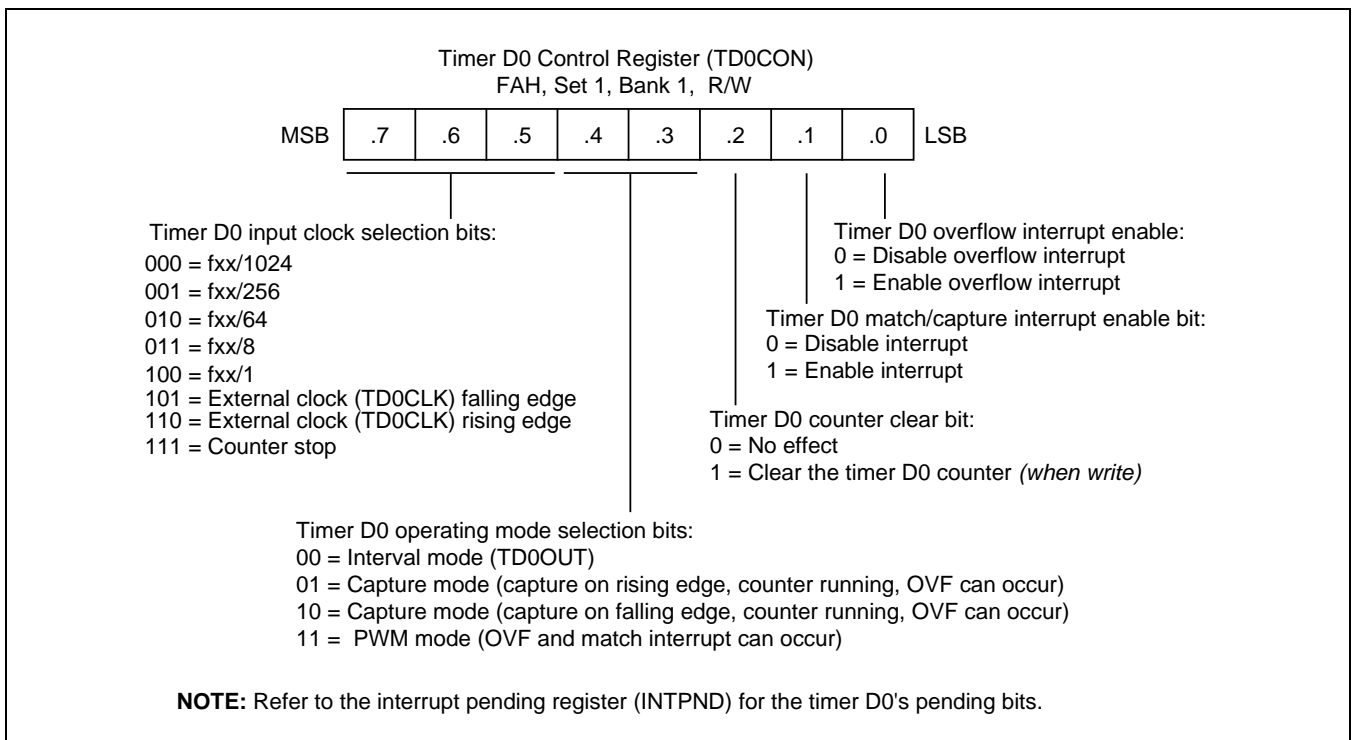 Timer D0 Control Register (TD0CON)
FAH, Set 1, Bank 1, R/W
MSB .7 .6 .5 .4 .3 .2 .1 .0 LSB
Timer D0 input clock selection bits:
000 = fxx/1024
001 = fxx/256
010 = fxx/64
011 = fxx/8
100 = fxx/1
101 = External clock (TD0CLK) falling edge
110 = External clock (TD0CLK) rising edge
111 = Counter stop
Timer D0 overflow interrupt enable:
0 = Disable overflow interrupt
1 = Enable overflow interrupt
Timer D0 match/capture interrupt enable bit:
0 = Disable interrupt
1 = Enable interrupt
Timer D0 counter clear bit:
0 = No effect
1 = Clear the timer D0 counter (when write)
Timer D0 operating mode selection bits:
00 = Interval mode (TD0OUT)
01 = Capture mode (capture on rising edge, counter running, OVF can occur)
10 = Capture mode (capture on falling edge, counter running, OVF can occur)
11 = PWM mode (OVF and match interrupt can occur)
NOTE: Refer to the interrupt pending register (INTPND) for the timer D0's pending bits.